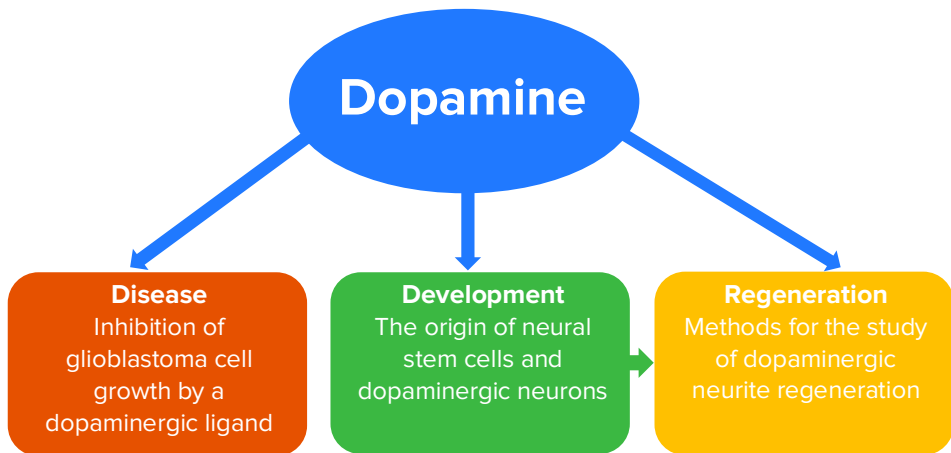 Dopamine
Disease
Inhibition of
glioblastoma cell
growth by a
dopaminergic ligand
Development
The origin of neural
stem cells and
dopaminergic neurons
Regeneration
Methods for the study
of dopaminergic
neurite regeneration